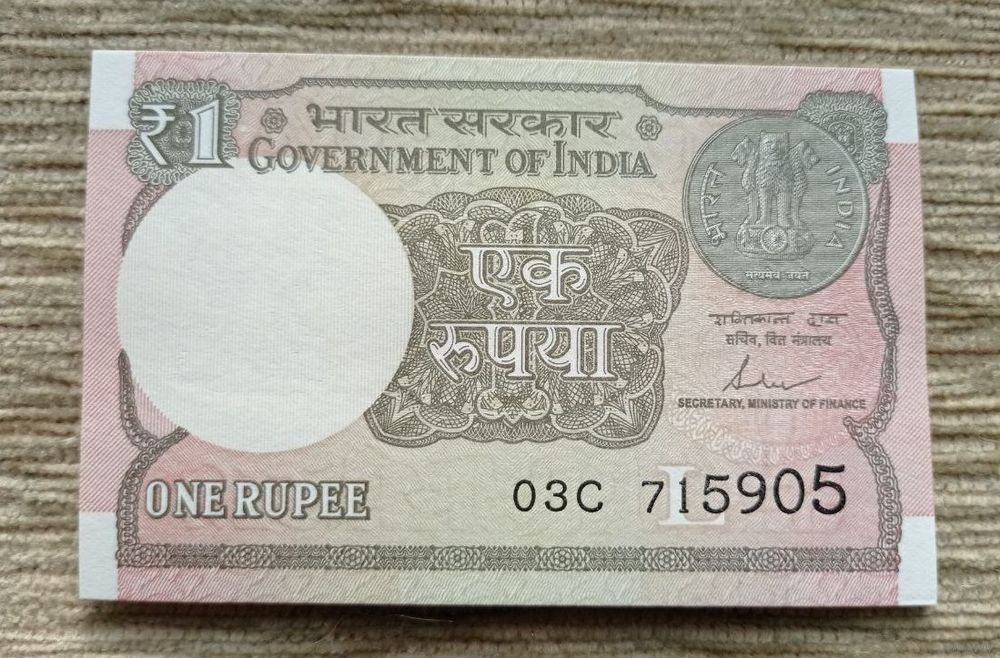 ₹1
भारत सरकार
GOVERNMENT OF INDIA
भारत INDIA
सत्यमेव जयते
एक
रुपया
शक्तिकान्त दास
सचिव, वित्त मंत्रालय
SECRETARY, MINISTRY OF FINANCE
ONE RUPEE
L
03C 715905